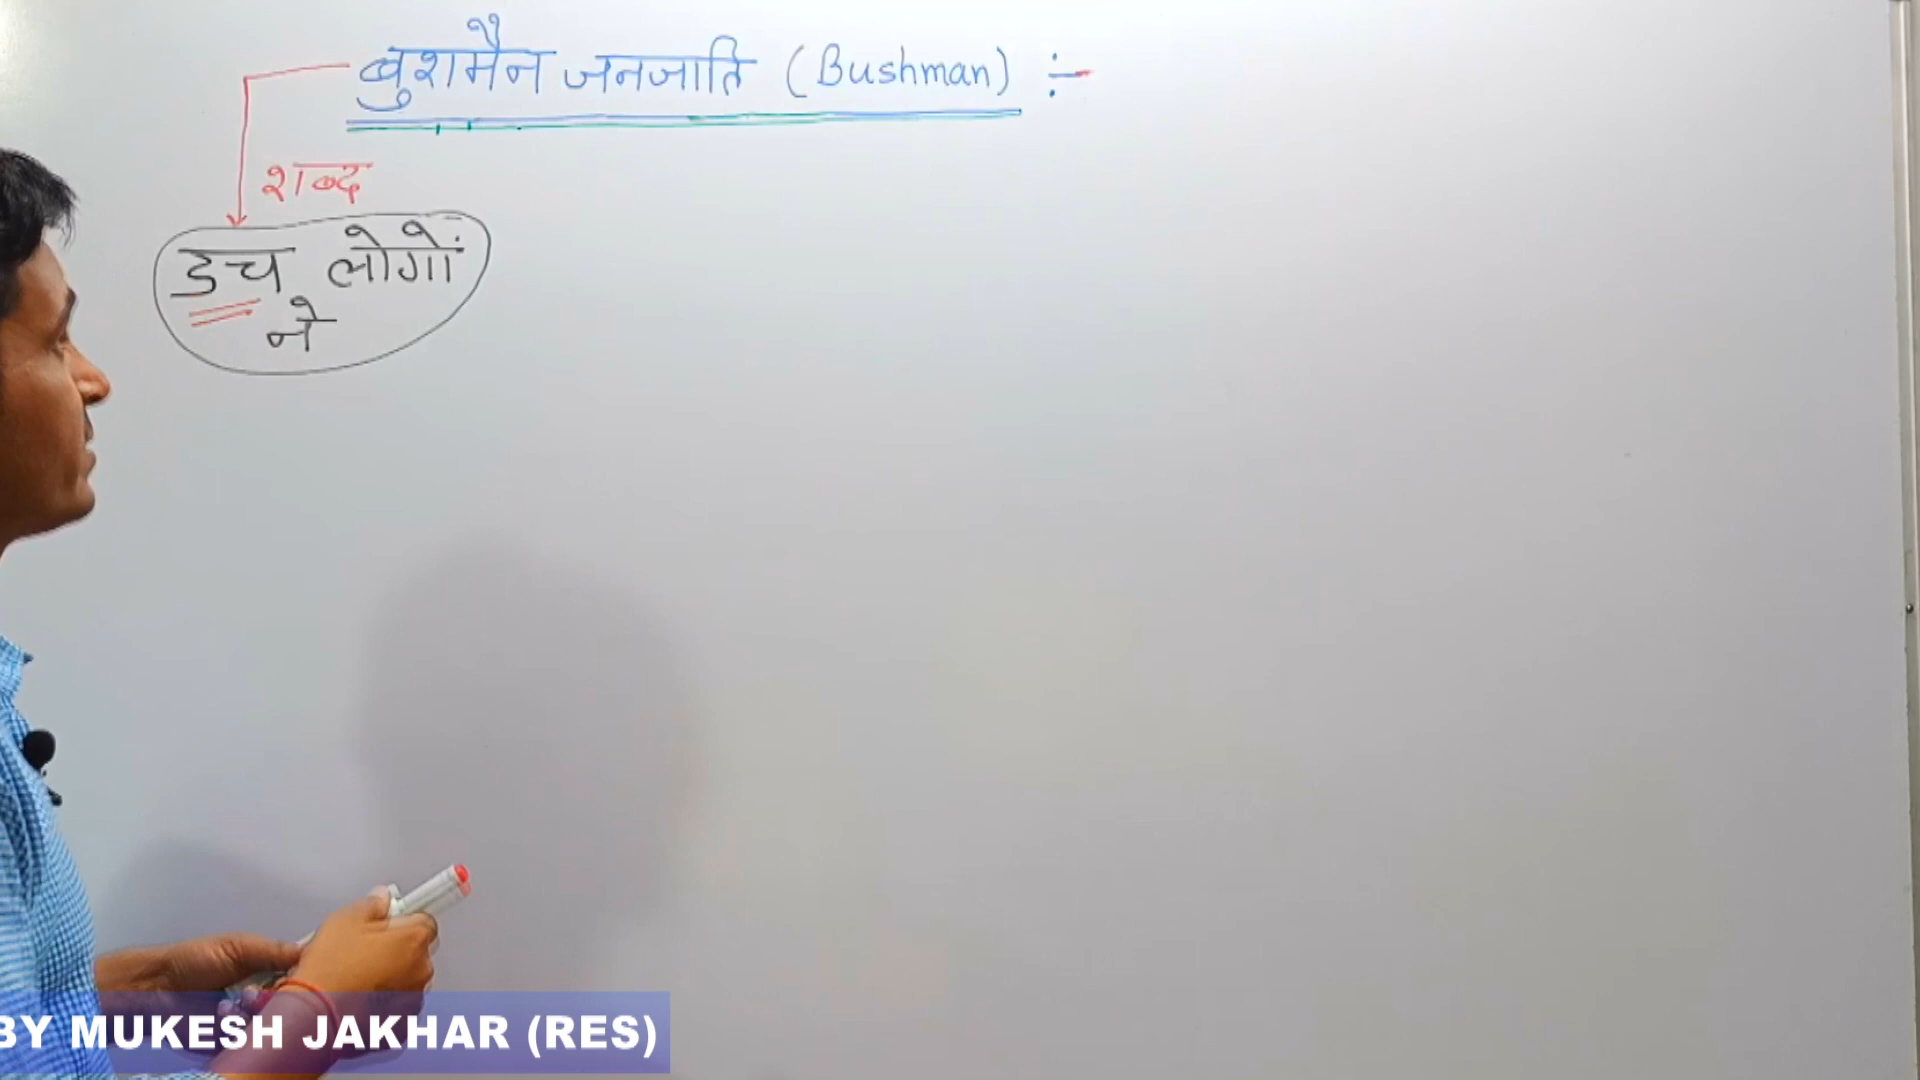 बुशमैन जनजाति (Bushman) :-
शब्द
डच लोगों
ने
BY MUKESH JAKHAR (RES)